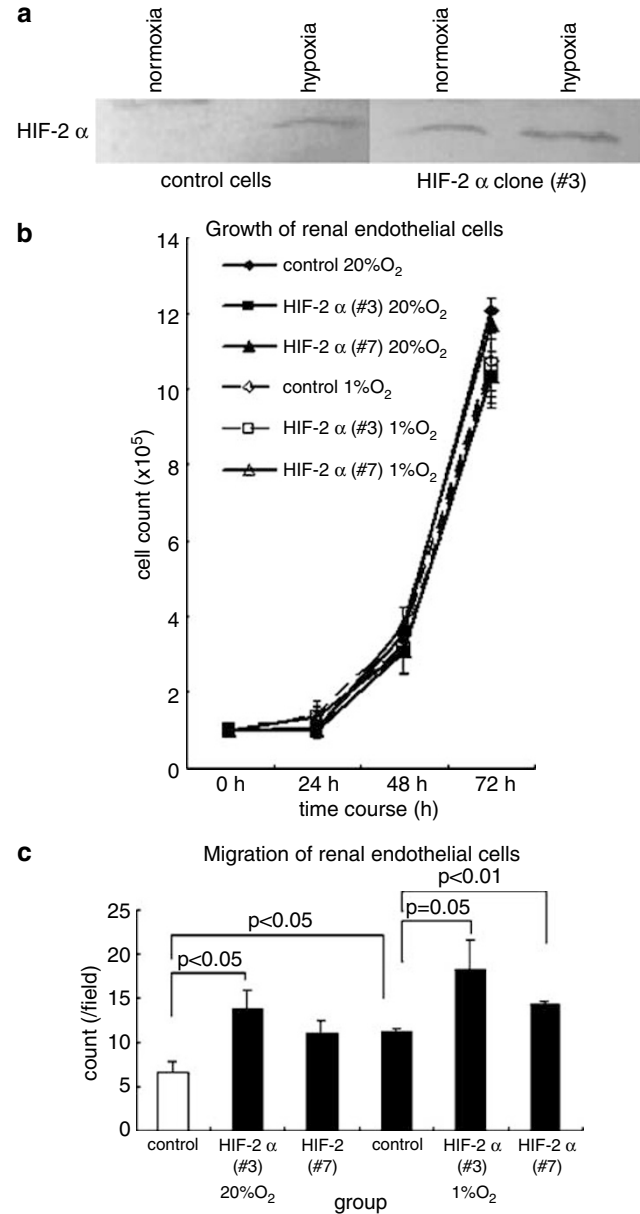 a
normoxia hypoxia normoxia hypoxia
HIF-2 α
control cells HIF-2 α clone (#3)
b
Growth of renal endothelial cells
14
12
10
8
6
4
2
0
cell count (x10⁵)
control 20%O₂
HIF-2 α (#3) 20%O₂
HIF-2 α (#7) 20%O₂
control 1%O₂
HIF-2 α (#3) 1%O₂
HIF-2 α (#7) 1%O₂
0 h 24 h 48 h 72 h
time course (h)
c
Migration of renal endothelial cells
p<0.01
p<0.05 p=0.05
p<0.05
25
20
15
10
5
0
count (/field)
control HIF-2 α (#3) HIF-2 (#7) control HIF-2 α (#3) HIF-2 α (#7)
20%O₂ 1%O₂
group